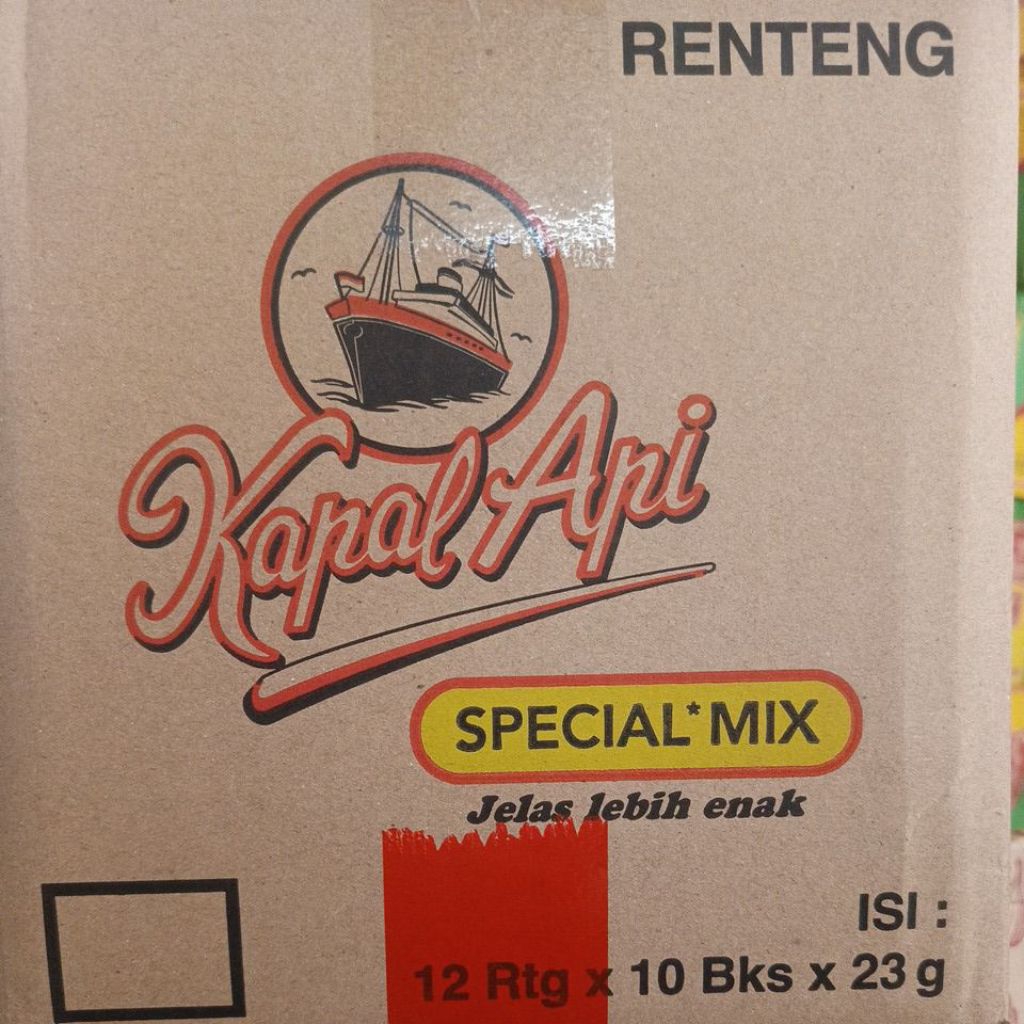 RENTENG
Kapal Api
SPECIAL* MIX
Jelas lebih enak
ISI :
12 Rtg x 10 Bks x 23 g